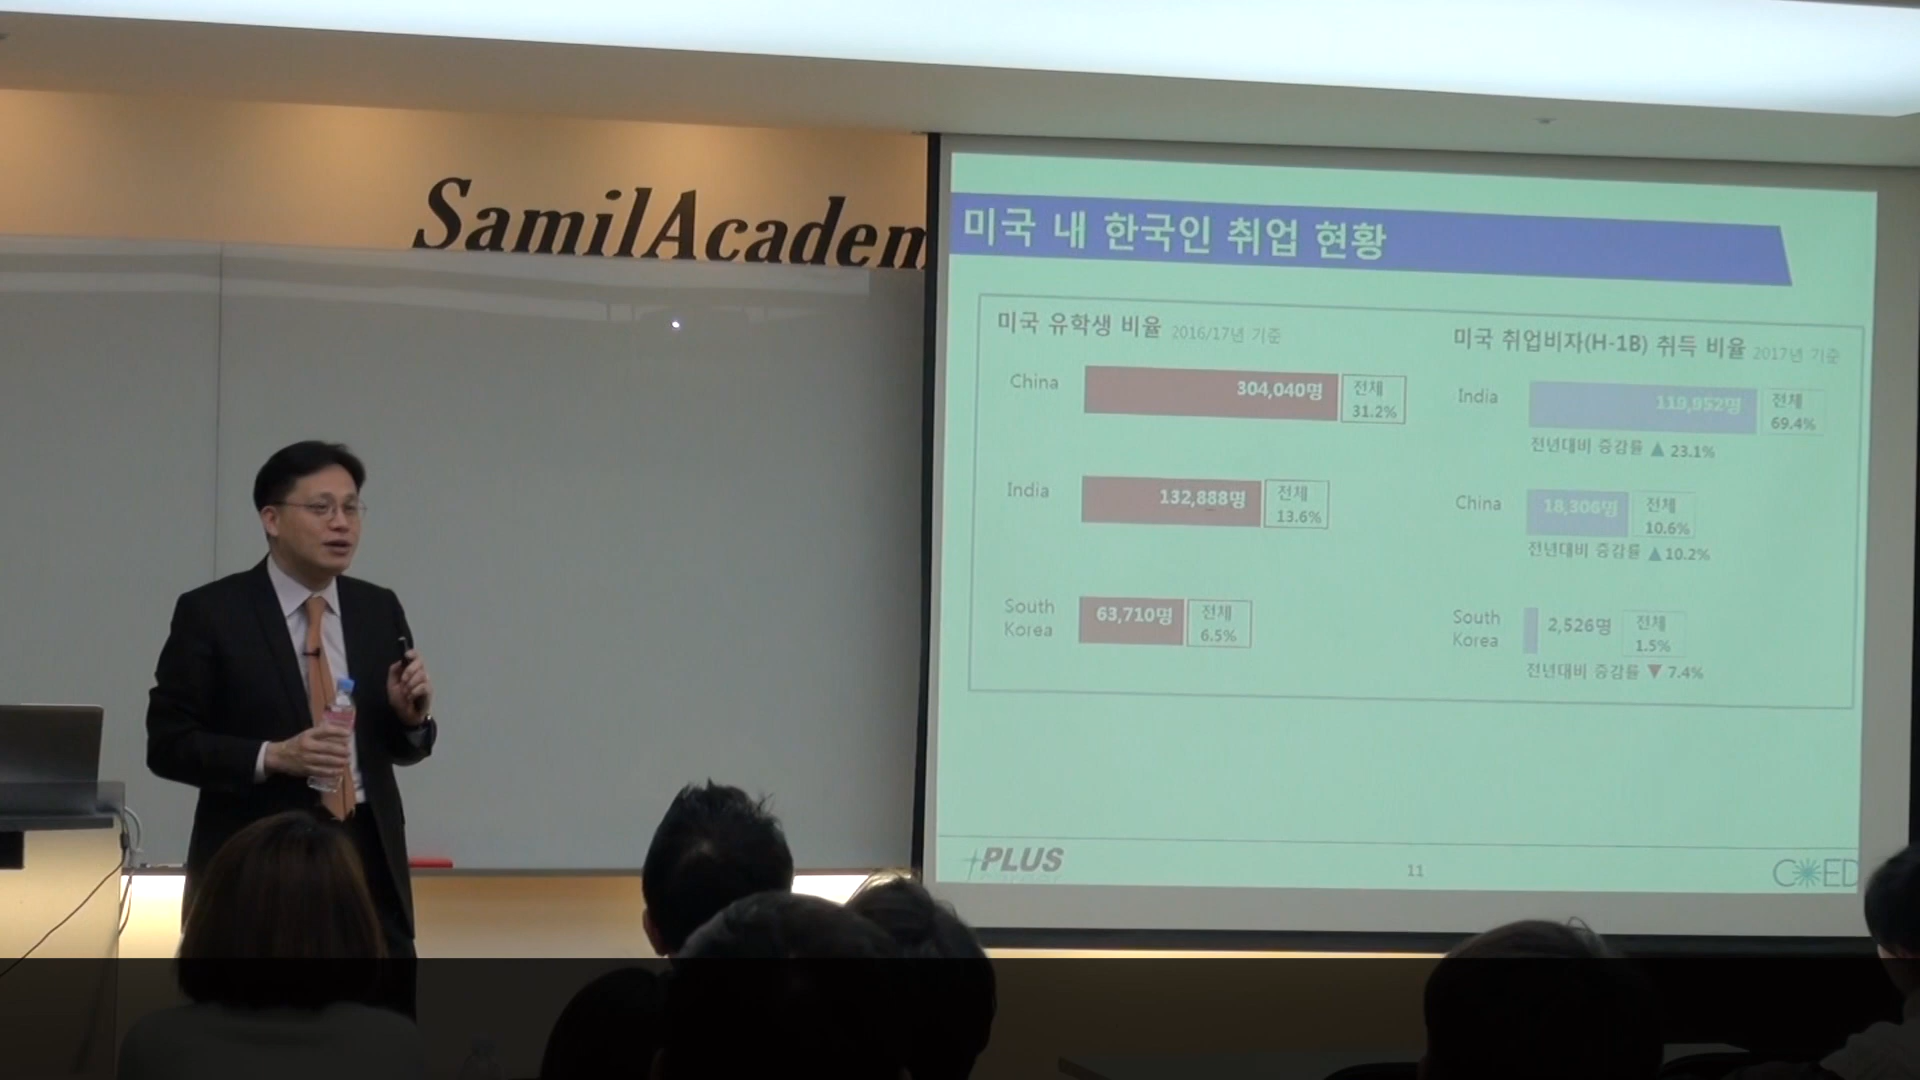 SamilAcadem
미국 내 한국인 취업 현황
미국 유학생 비율 2016/17년 기준
China 304,040명 전체 31.2%
India 132,888명 전체 13.6%
South Korea 63,710명 전체 6.5%
미국 취업비자(H-1B) 취득 비율 2017년 기준
India 119,952명 전체 69.4%
전년대비 증감률 ▲ 23.1%
China 18,306명 전체 10.6%
전년대비 증감률 ▲ 10.2%
South Korea 2,526명 전체 1.5%
전년대비 증감률 ▼ 7.4%
PLUS
11
COED